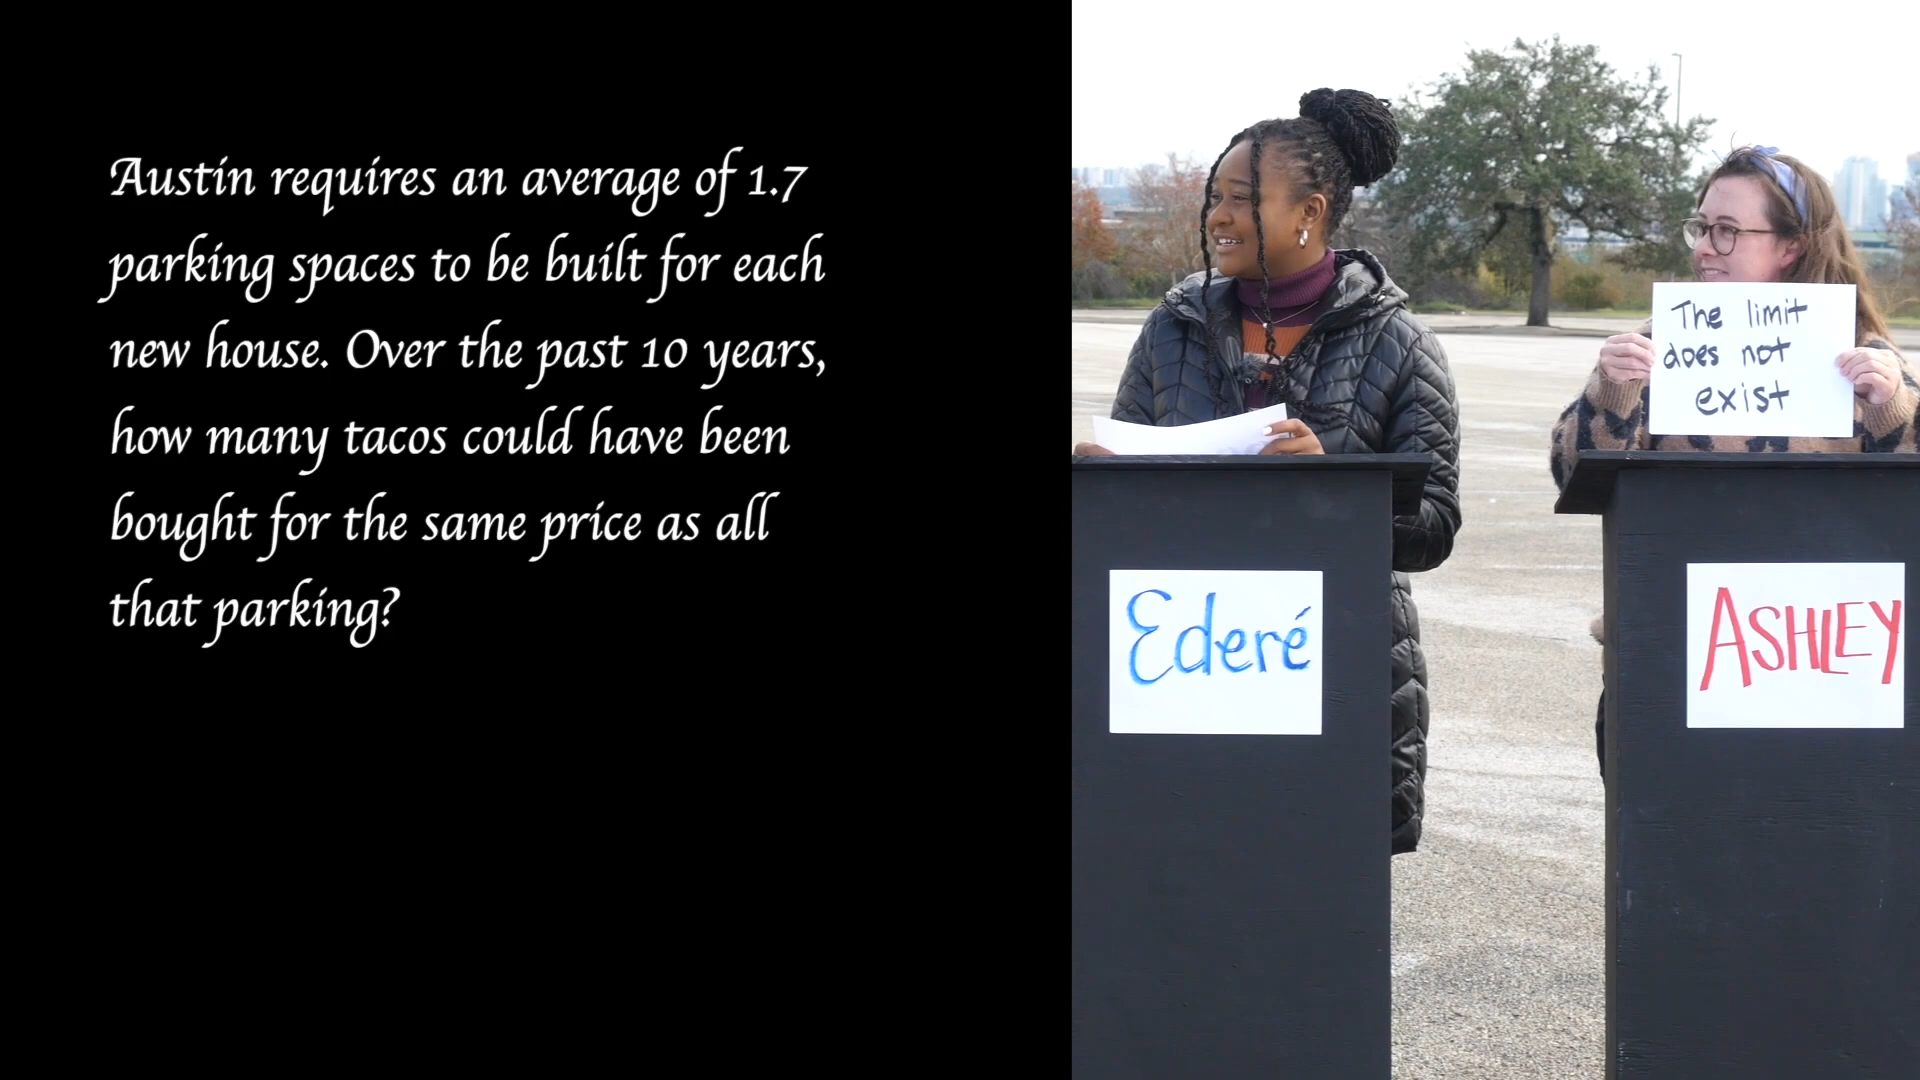 Austin requires an average of 1.7
parking spaces to be built for each
new house. Over the past 10 years,
how many tacos could have been
bought for the same price as all
that parking?
The limit
does not
exist
Ederé
ASHLEY